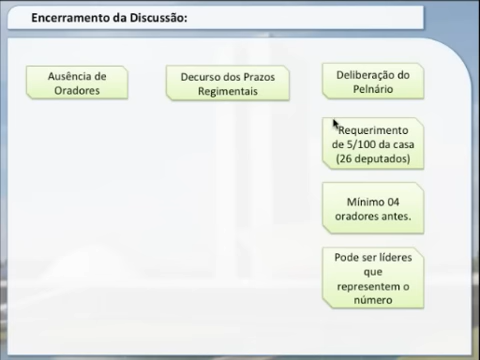 Encerramento da Discussão:
Ausência de
Oradores
Decurso dos Prazos
Regimentais
Deliberação do
Pelnário
Requerimento
de 5/100 da casa
(26 deputados)
Mínimo 04
oradores antes.
Pode ser líderes
que
representem o
número